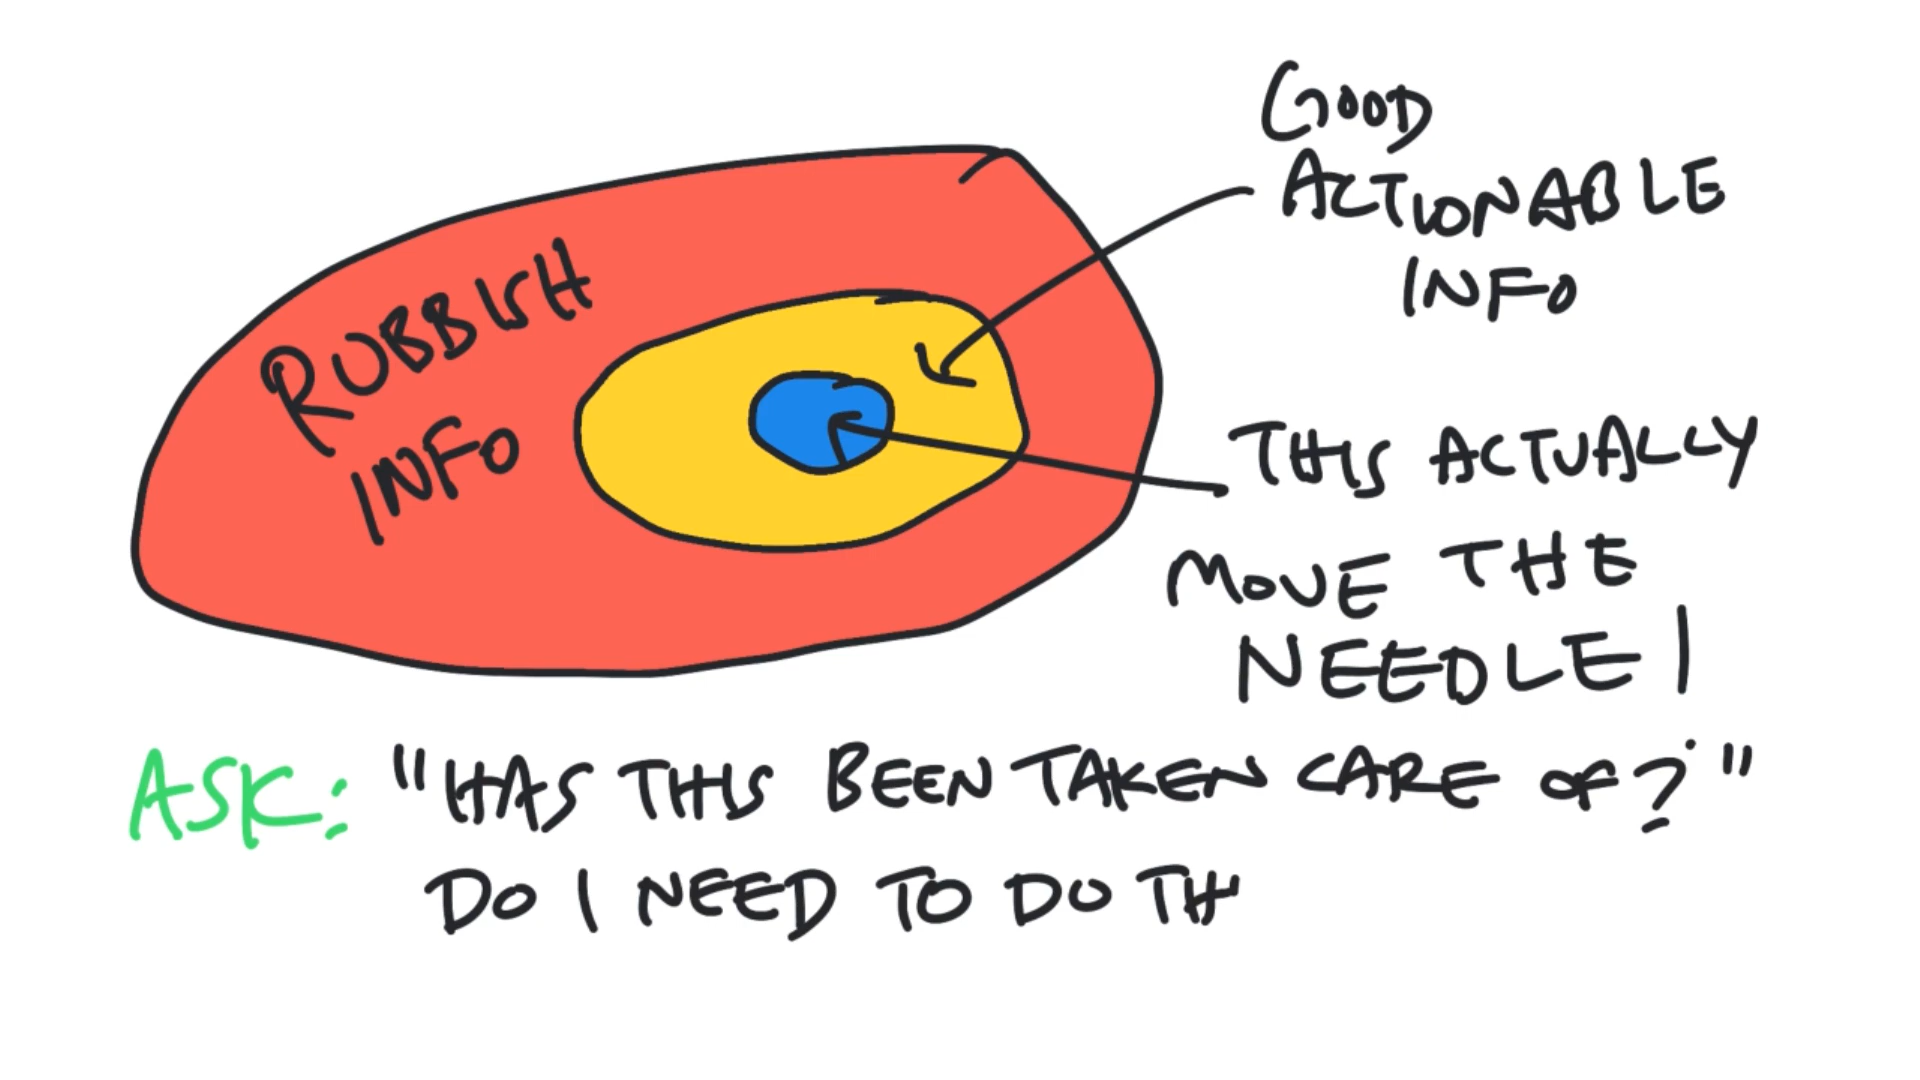 GOOD
ACTIONABLE
INFO
RUBBISH
INFO
THIS ACTUALLY
MOVE THE
NEEDLE!
ASK: "HAS THIS BEEN TAKEN CARE OF?"
DO I NEED TO DO TH